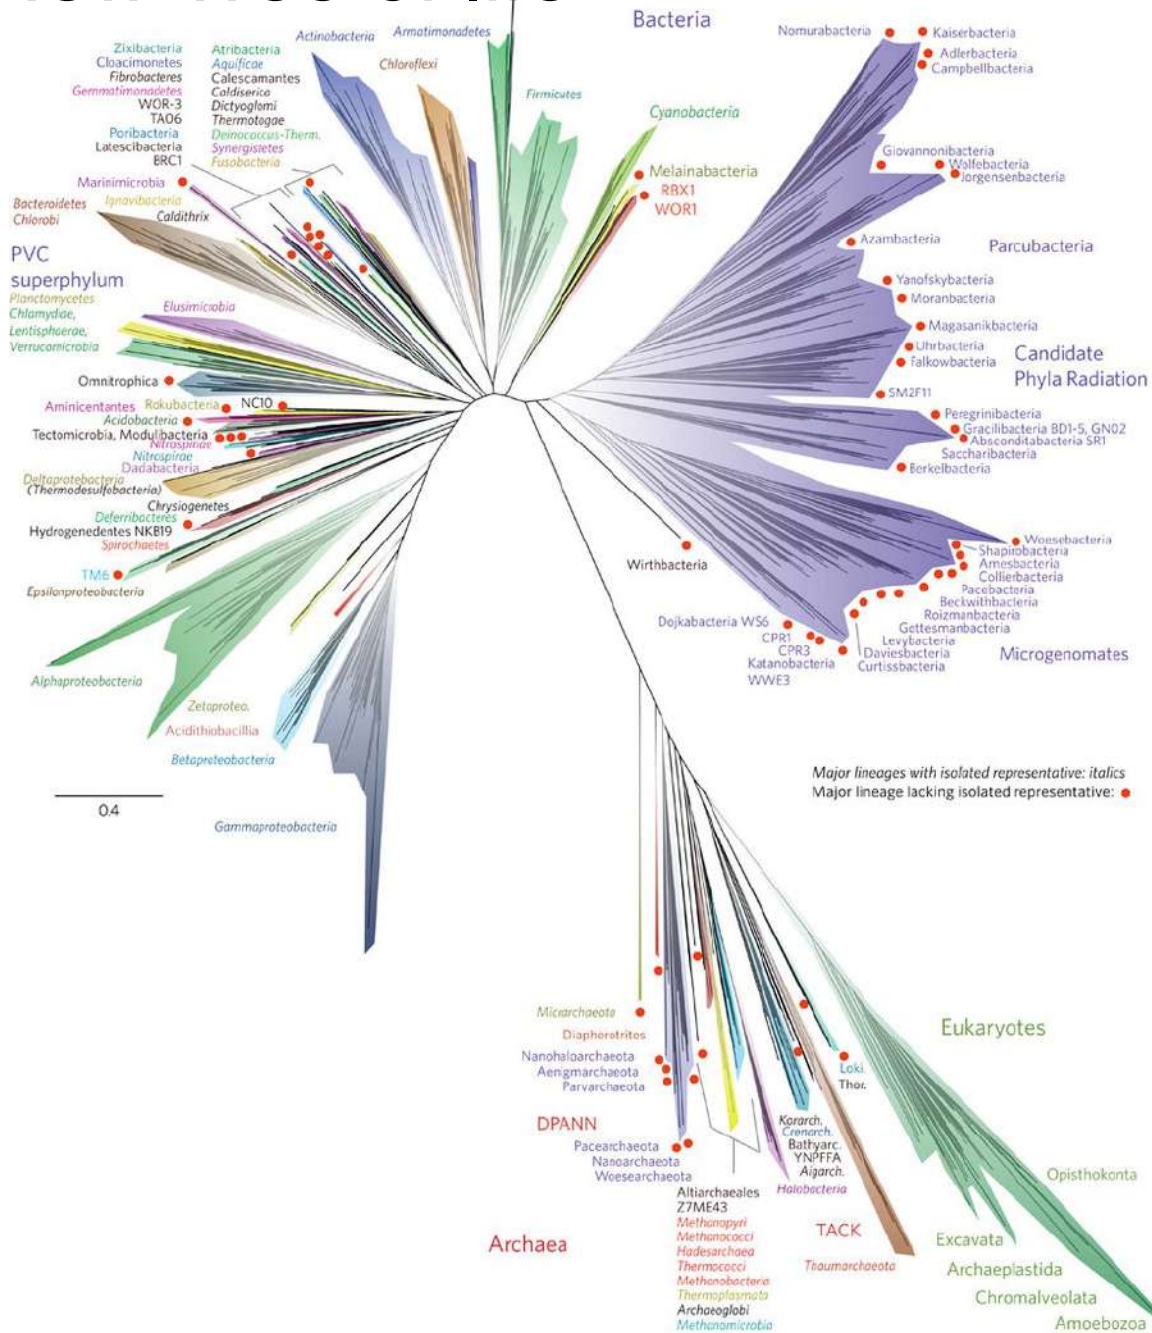 Bacteria
Nomurabacteria
Kaiserbacteria
Adlerbacteria
Campbellbacteria
Giovannonibacteria
Wolfebacteria
Jorgensenbacteria
Azambacteria
Parcubacteria
Yanofskybacteria
Moranbacteria
Magasanikbacteria
Uhrbacteria
Falkowbacteria
Candidate
Phyla Radiation
SM2F11
Peregrinibacteria
Gracilibacteria BD1-5, GN02
Absconditabacteria SR1
Saccharibacteria
Berkelbacteria
Woesebacteria
Shapirobacteria
Amesbacteria
Collierbacteria
Pacebacteria
Beckwithbacteria
Roizmanbacteria
Gottesmanbacteria
Levybacteria
Daviesbacteria
Curtissbacteria
Microgenomates
Wirthbacteria
Dojkabacteria WS6
CPR1
CPR3
Katanobacteria
WWE3
Armatimonadetes
Actinobacteria
Chloroflexi
Firmicutes
Cyanobacteria
Melainabacteria
RBX1
WOR1
Zixibacteria
Cloacimonetes
Fibrobacteres
Gemmatimonadetes
WOR-3
TA06
Poribacteria
Latescibacteria
BRC1
Atribacteria
Aquificae
Calescamantes
Caldiserica
Dictyoglomi
Thermotogae
Deinococcus-Therm.
Synergistetes
Fusobacteria
Marinimicrobia
Ignavibacteria
Bacteroidetes
Chlorobi
Caldithrix
PVC
superphylum
Planctomycetes
Chlamydiae,
Lentisphaerae,
Verrucomicrobia
Elusimicrobia
Omnitrophica
Aminicentantes
Rokubacteria
NC10
Acidobacteria
Tectomicrobia, Modulibacteria
Nitrospinae
Nitrospirae
Dadabacteria
Deltaprotebacteria
(Thermodesulfobacteria)
Chrysiogenetes
Deferribacteres
Hydrogenedentes NKB19
Spirochaetes
TM6
Epsilonproteobacteria
Alphaproteobacteria
Zetaproteo.
Acidithiobacillia
Betaproteobacteria
0.4
Gammaproteobacteria
Major lineages with isolated representative: italics
Major lineage lacking isolated representative:
Micrarchaeota
Diapherotrites
Nanohaloarchaeota
Aenigmarchaeota
Parvarchaeota
DPANN
Pacearchaeota
Nanoarchaeota
Woesearchaeota
Archaea
Altiarchaeales
Z7ME43
Methanopyri
Methanococci
Hadesarchaea
Thermococci
Methanobacteria
Thermoplasmata
Archaeoglobi
Methanomicrobia
Halobacteria
Korarch.
Crenarch.
Bathyarc.
YNPFFA
Aigarch.
TACK
Thaumarchaeota
Loki.
Thor.
Eukaryotes
Opisthokonta
Excavata
Archaeplastida
Chromalveolata
Amoebozoa